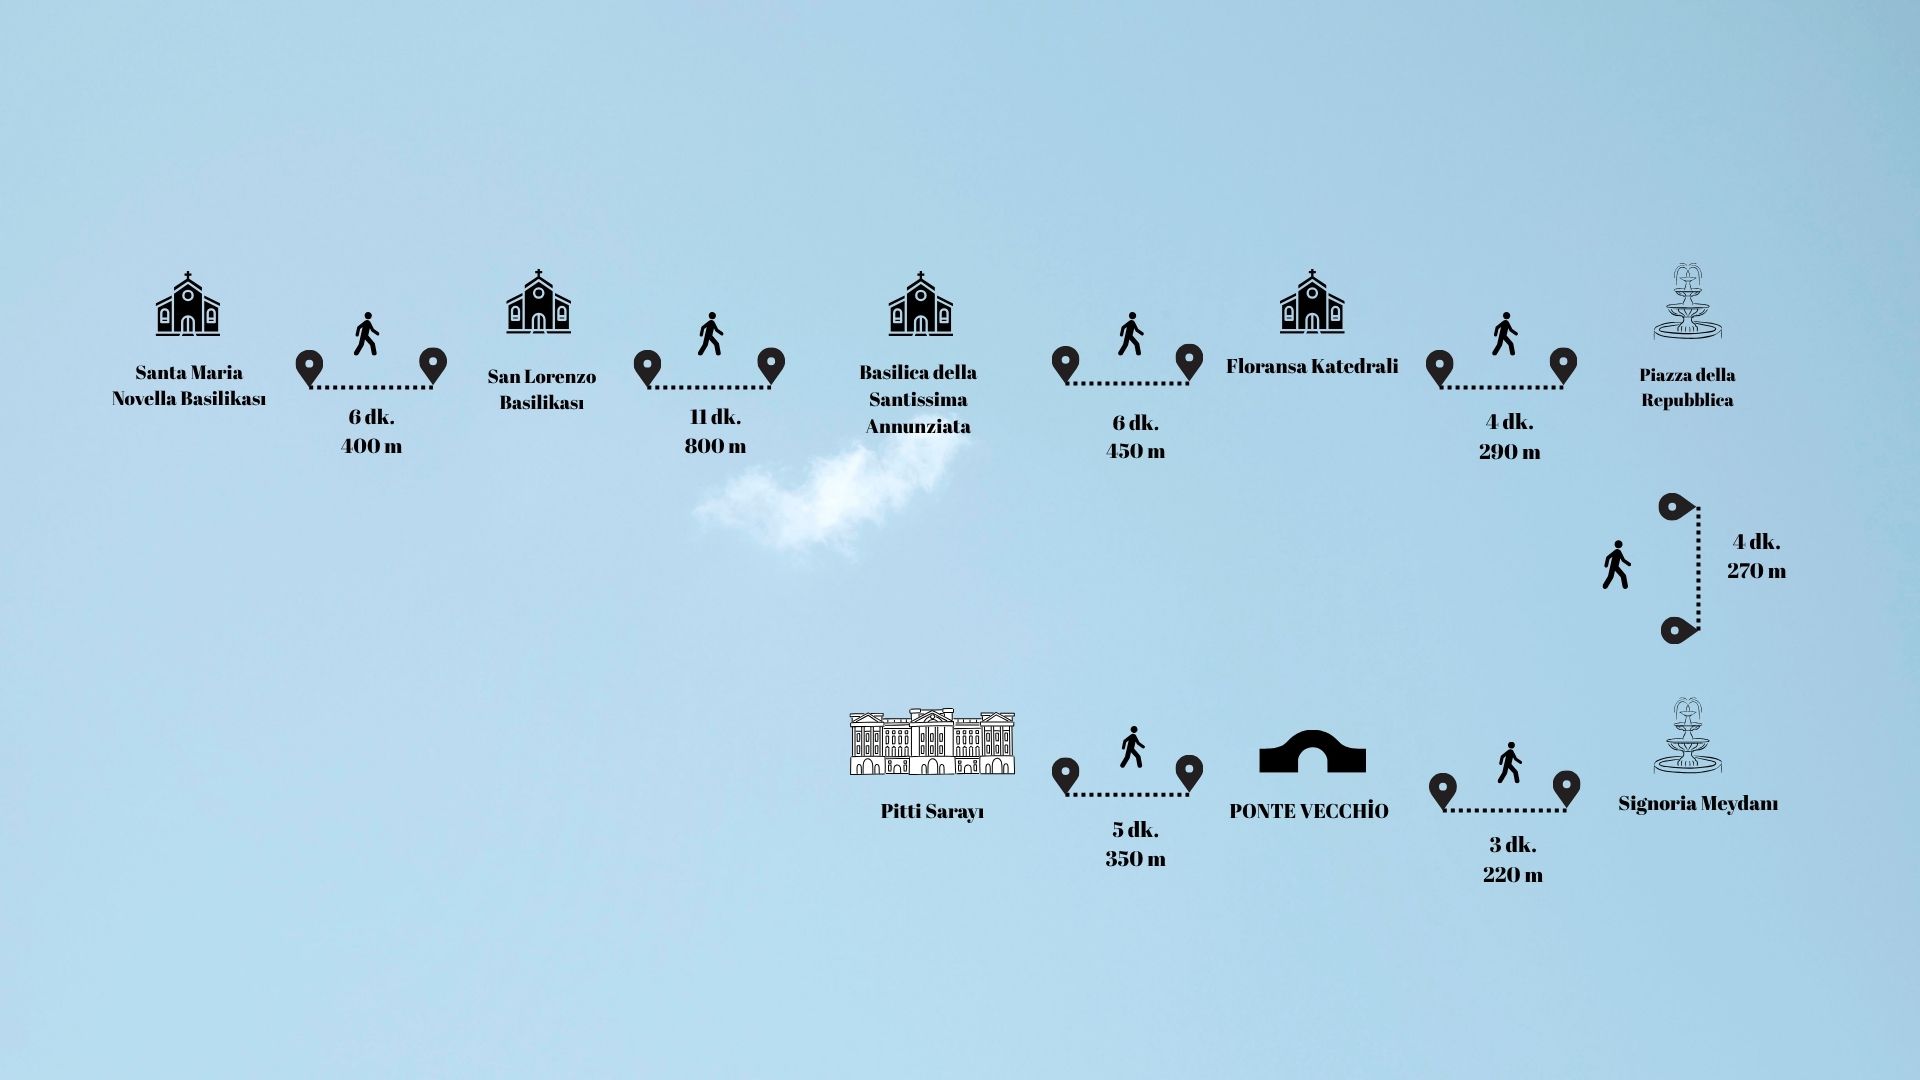 Santa Maria
Novella Basilikası
6 dk.
400 m
San Lorenzo
Basilikası
11 dk.
800 m
Basilica della
Santissima
Annunziata
6 dk.
450 m
Floransa Katedrali
4 dk.
290 m
Piazza della
Repubblica
4 dk.
270 m
Signoria Meydanı
3 dk.
220 m
PONTE VECCHİO
5 dk.
350 m
Pitti Sarayı